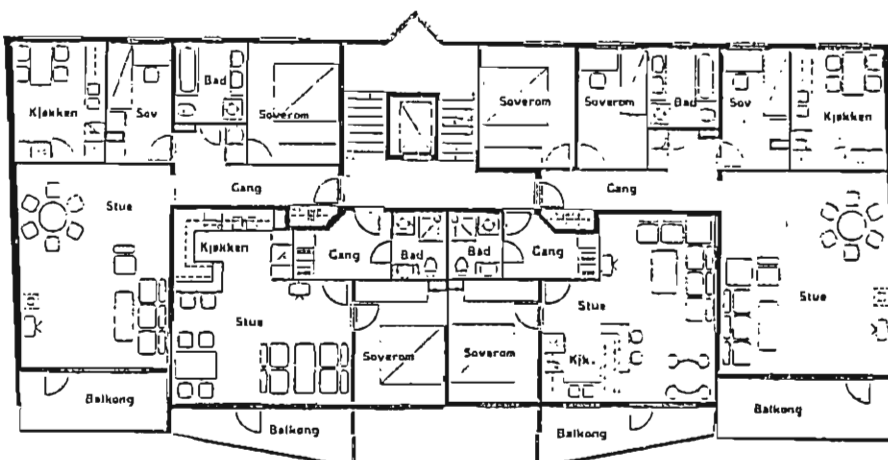 Kjøkken
Sov
Bad
Soverom
Soverom
Soverom
Bad
Sov
Kjøkken
Stue
Gang
Gang
Kjøkken
Gang
Bad
Bad
Gang
Stue
Stue
Stue
Soverom
Soverom
Kjk.
Balkong
Balkong
Balkong
Balkong